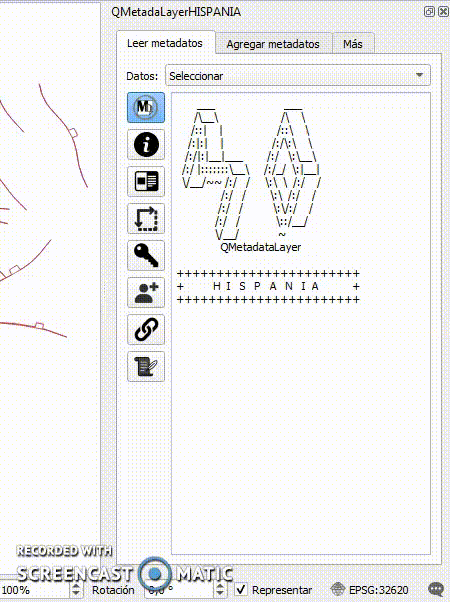 QMetadaLayerHISPANIA
Leer metadatos
Agregar metadatos
Más
Datos:
Seleccionar
QMetadataLayer
+++++++++++++++++++++++
+ H I S P A N I A +
+++++++++++++++++++++++
RECORDED WITH
SCREENCAST MATIC
100%
Rotación
0,0 °
Representar
EPSG:32620